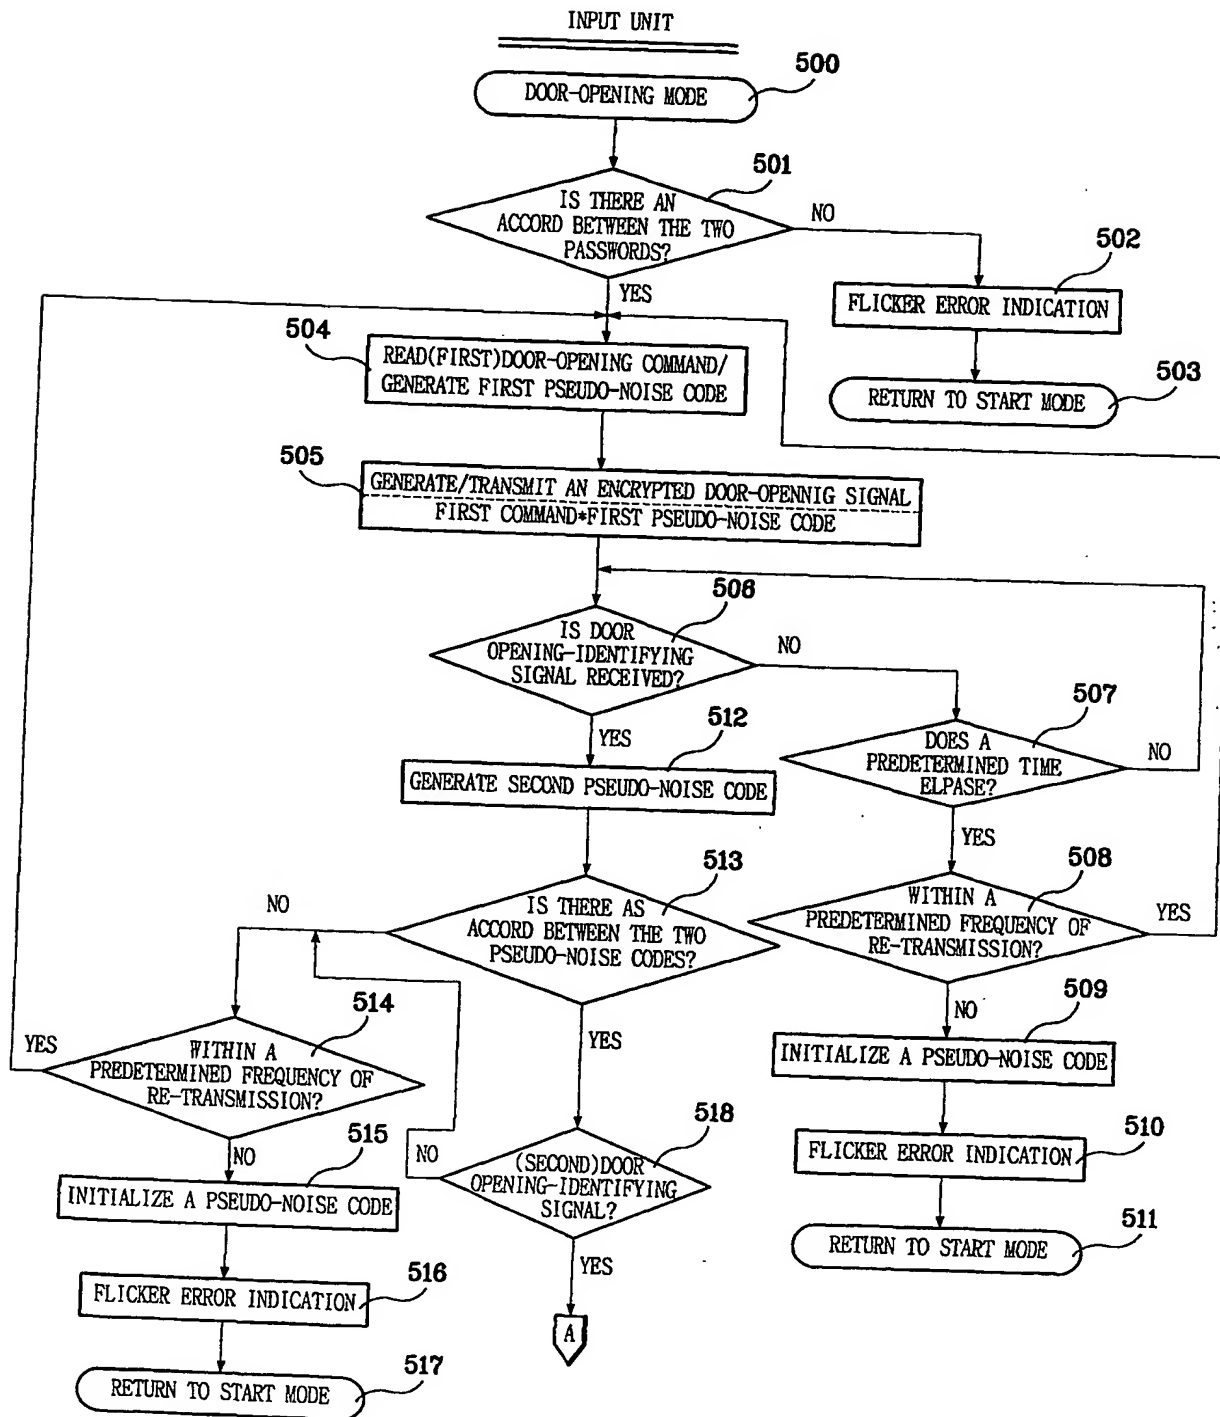 INPUT UNIT
500
DOOR-OPENING MODE
501
IS THERE AN
ACCORD BETWEEN THE TWO
PASSWORDS?
NO
YES
502
FLICKER ERROR INDICATION
503
RETURN TO START MODE
504
READ(FIRST)DOOR-OPENING COMMAND/
GENERATE FIRST PSEUDO-NOISE CODE
505
GENERATE/TRANSMIT AN ENCRYPTED DOOR-OPENNIG SIGNAL
FIRST COMMAND*FIRST PSEUDO-NOISE CODE
506
IS DOOR
OPENING-IDENTIFYING
SIGNAL RECEIVED?
NO
YES
507
DOES A
PREDETERMINED TIME
ELPASE?
NO
YES
512
GENERATE SECOND PSEUDO-NOISE CODE
508
WITHIN A
PREDETERMINED FREQUENCY OF
RE-TRANSMISSION?
YES
NO
513
IS THERE AS
ACCORD BETWEEN THE TWO
PSEUDO-NOISE CODES?
NO
YES
509
INITIALIZE A PSEUDO-NOISE CODE
514
WITHIN A
PREDETERMINED FREQUENCY OF
RE-TRANSMISSION?
YES
NO
510
FLICKER ERROR INDICATION
518
(SECOND)DOOR
OPENING-IDENTIFYING
SIGNAL?
NO
YES
515
INITIALIZE A PSEUDO-NOISE CODE
511
RETURN TO START MODE
516
FLICKER ERROR INDICATION
A
517
RETURN TO START MODE